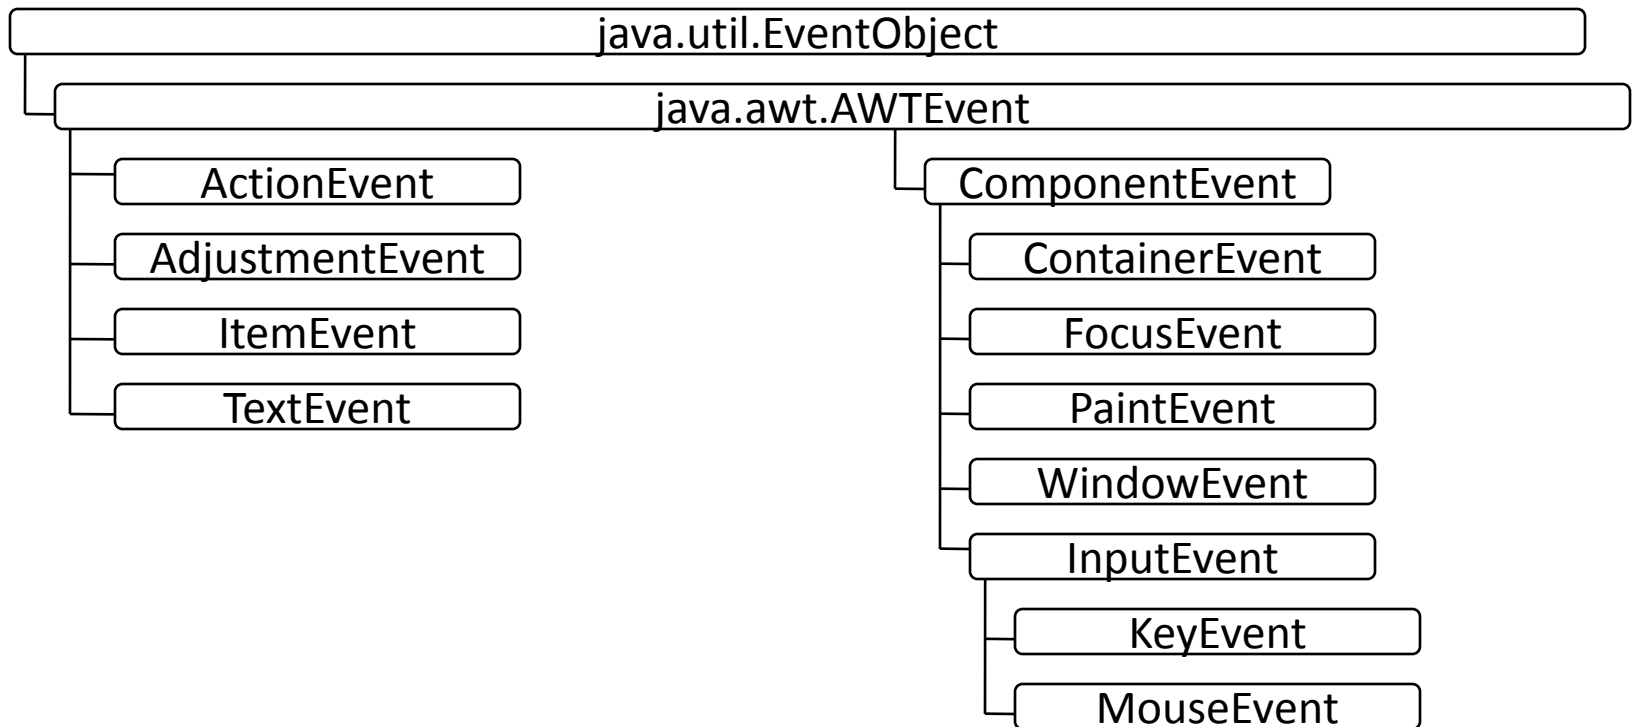 java.util.EventObject
java.awt.AWTEvent
ActionEvent
AdjustmentEvent
ItemEvent
TextEvent
ComponentEvent
ContainerEvent
FocusEvent
PaintEvent
WindowEvent
InputEvent
KeyEvent
MouseEvent